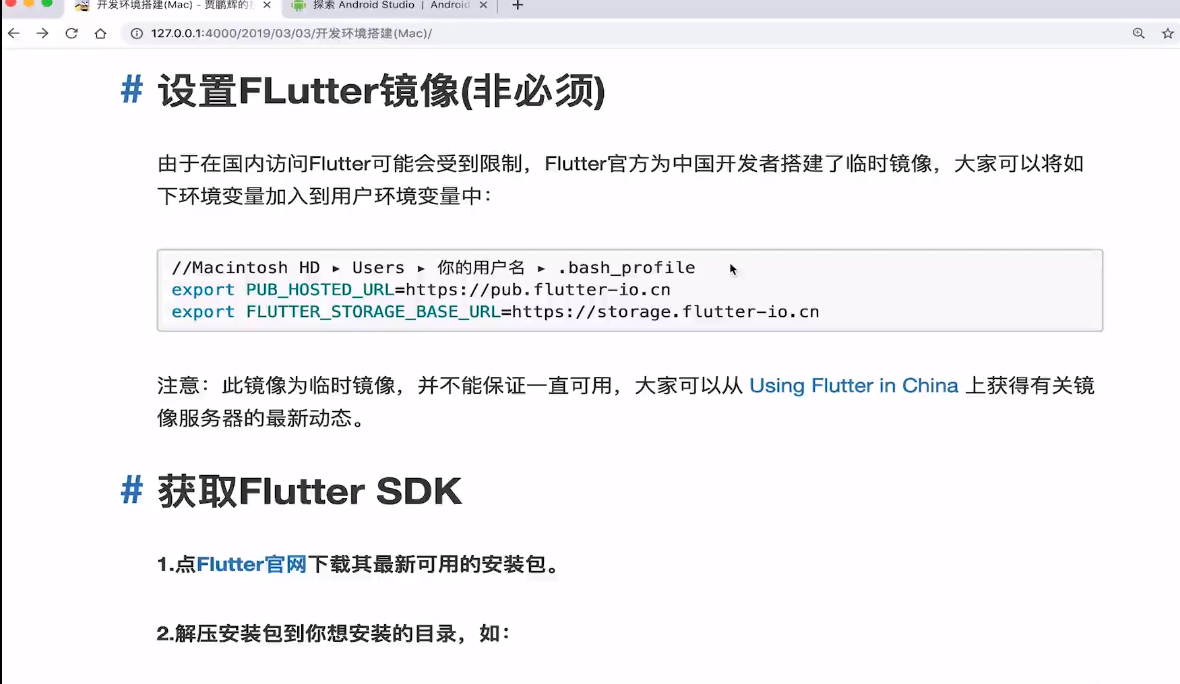 开发环境搭建(Mac) - 贾鹏辉的
探索 Android Studio | Android
127.0.0.1:4000/2019/03/03/开发环境搭建(Mac)/
# 设置FLutter镜像(非必须)
由于在国内访问Flutter可能会受到限制，Flutter官方为中国开发者搭建了临时镜像，大家可以将如
下环境变量加入到用户环境变量中：
//Macintosh HD ▸ Users ▸ 你的用户名 ▸ .bash_profile
export PUB_HOSTED_URL=https://pub.flutter-io.cn
export FLUTTER_STORAGE_BASE_URL=https://storage.flutter-io.cn
注意：此镜像为临时镜像，并不能保证一直可用，大家可以从 Using Flutter in China 上获得有关镜
像服务器的最新动态。
# 获取Flutter SDK
1.点Flutter官网下载其最新可用的安装包。
2.解压安装包到你想安装的目录，如：